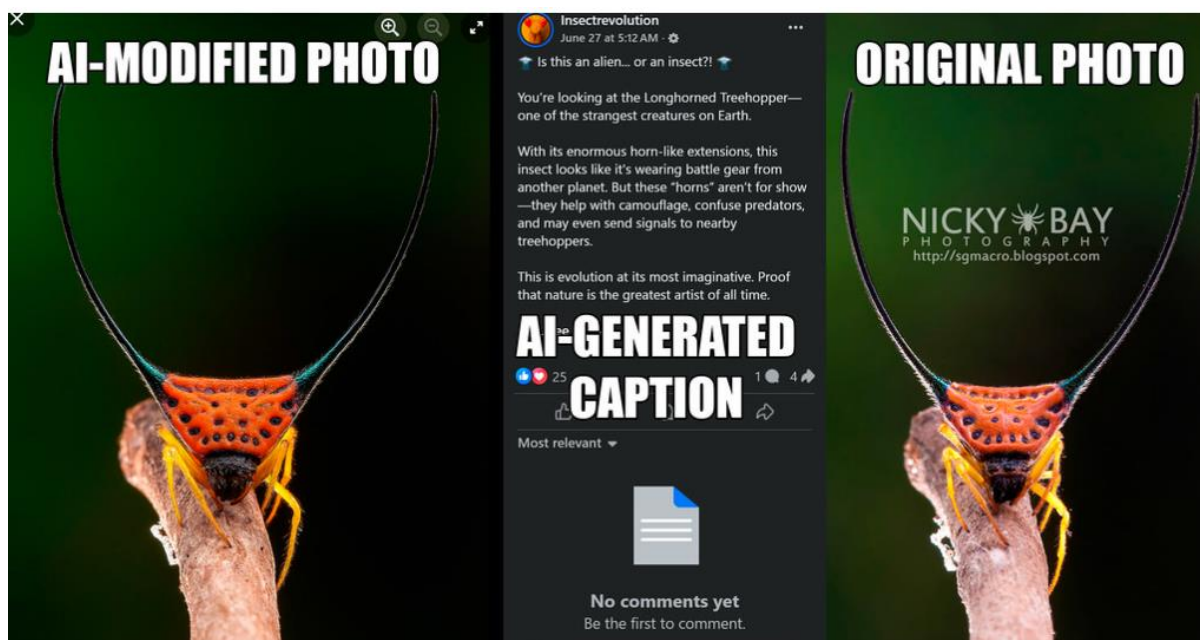 AI-MODIFIED PHOTO
Insectrevolution
June 27 at 5:12 AM ·
Is this an alien... or an insect?!
You're looking at the Longhorned Treehopper—
one of the strangest creatures on Earth.
With its enormous horn-like extensions, this
insect looks like it's wearing battle gear from
another planet. But these "horns" aren't for show
—they help with camouflage, confuse predators,
and may even send signals to nearby
treehoppers.
This is evolution at its most imaginative. Proof
that nature is the greatest artist of all time.
AI-GENERATED
CAPTION
25
1
4
Most relevant
No comments yet
Be the first to comment.
ORIGINAL PHOTO
NICKY BAY
PHOTOGRAPHY
http://sgmacro.blogspot.com